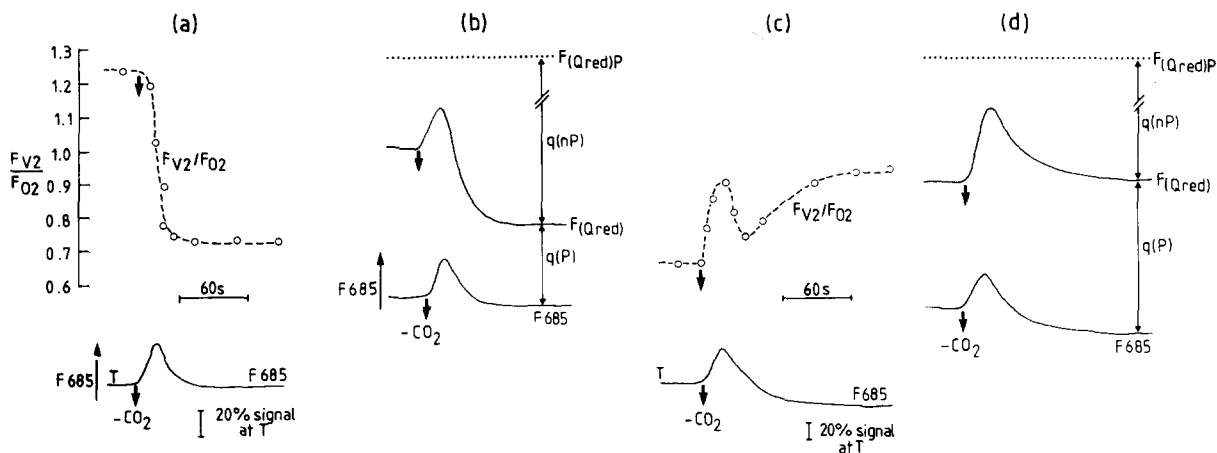 (a)
1.3
1.2
1.1
1.0
0.9
0.8
0.7
0.6
FV2
FO2
FV2/FO2
60s
F685
T
F685
-CO2
20% signal
at T
(b)
F(Qred)P
q(nP)
F(Qred)
q(P)
F685
F685
-CO2
(c)
FV2/FO2
60s
T
F685
-CO2
20% signal
at T
(d)
F(Qred)P
q(nP)
F(Qred)
q(P)
F685
-CO2